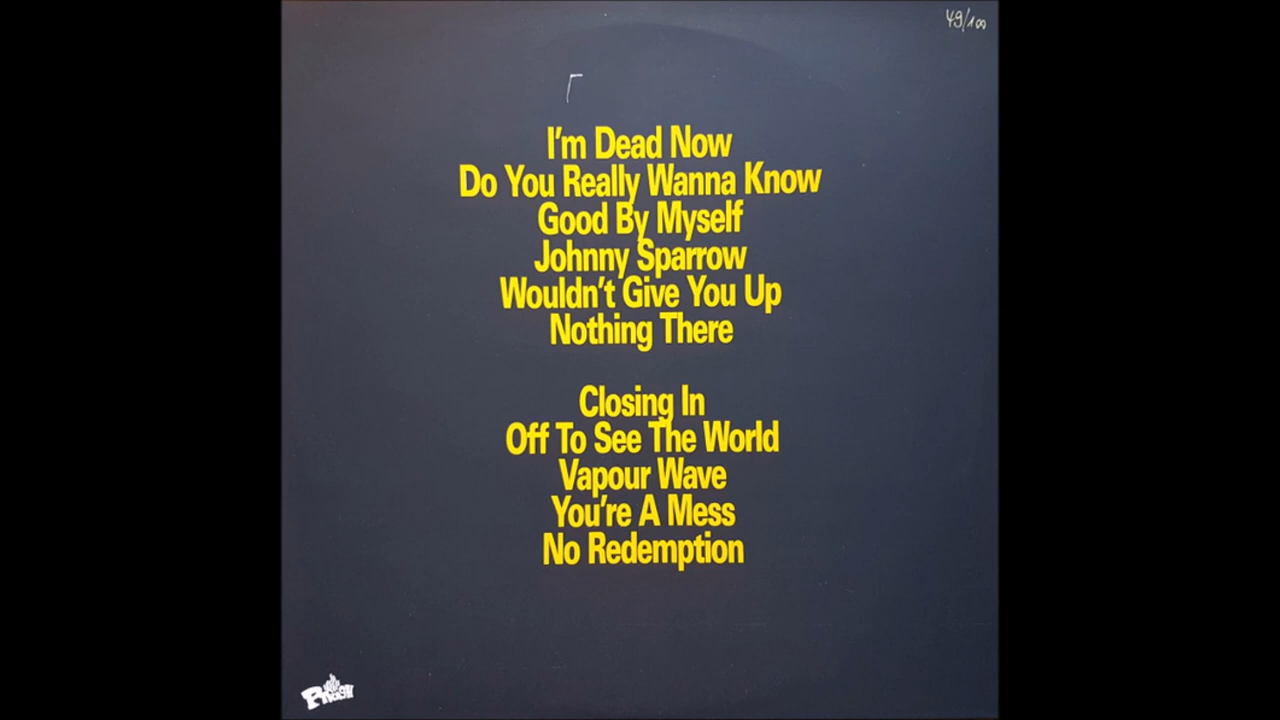 49/100
I'm Dead Now
Do You Really Wanna Know
Good By Myself
Johnny Sparrow
Wouldn't Give You Up
Nothing There
Closing In
Off To See The World
Vapour Wave
You're A Mess
No Redemption